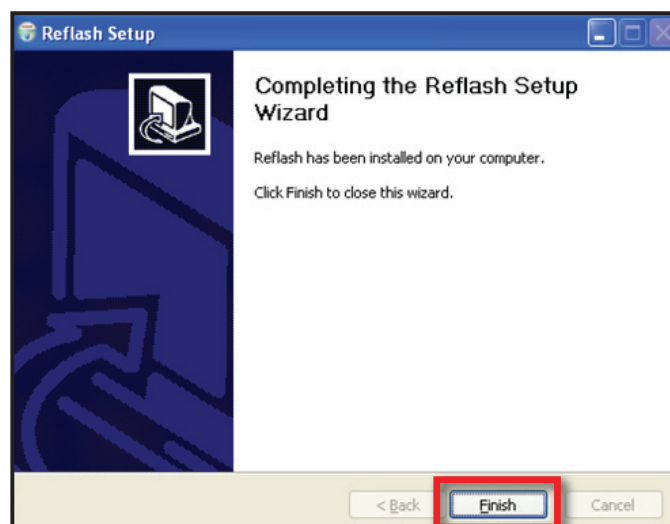 Reflash Setup
Completing the Reflash Setup
Wizard
Reflash has been installed on your computer.
Click Finish to close this wizard.
< Back
Finish
Cancel